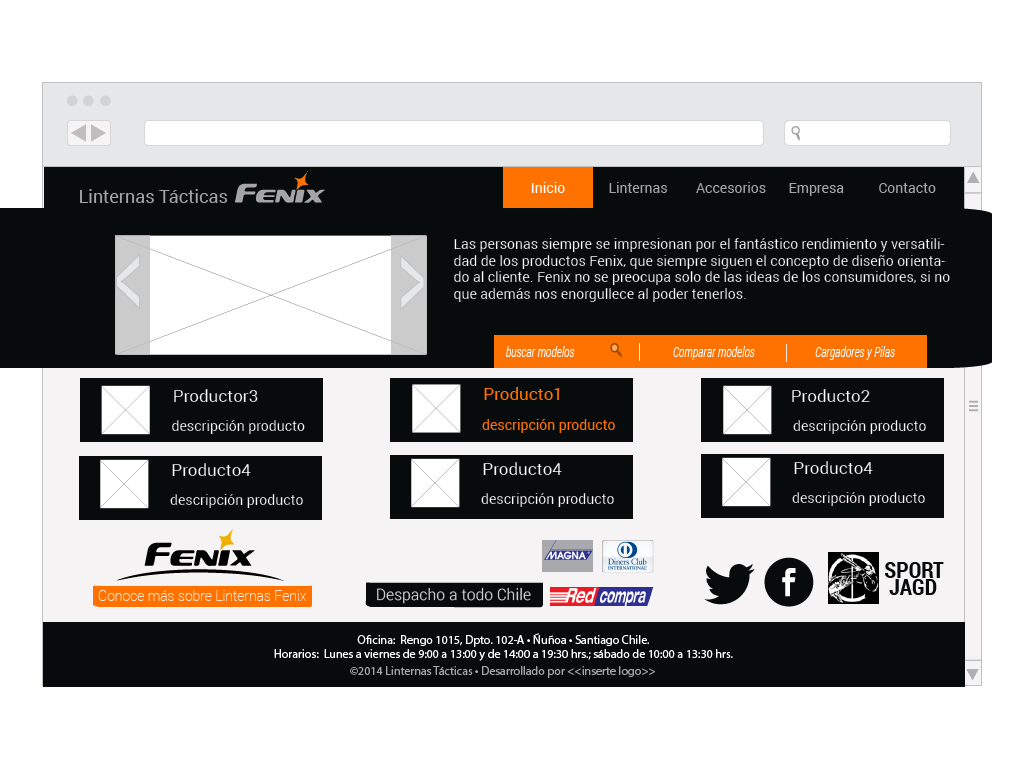 Linternas Tácticas FENIX
Inicio
Linternas
Accesorios
Empresa
Contacto
Las personas siempre se impresionan por el fantástico rendimiento y versatili-
dad de los productos Fenix, que siempre siguen el concepto de diseño orienta-
do al cliente. Fenix no se preocupa solo de las ideas de los consumidores, si no
que además nos enorgullece al poder tenerlos.
buscar modelos
Comparar modelos
Cargadores y Pilas
Productor3
descripción producto
Producto1
descripción producto
Producto2
descripción producto
Producto4
descripción producto
Producto4
descripción producto
Producto4
descripción producto
FENIX
Conoce más sobre Linternas Fenix
MAGNA
Diners Club
INTERNATIONAL
Despacho a todo Chile
Red compra
SPORT
JAGD
Oficina: Rengo 1015, Dpto. 102-A • Ñuñoa • Santiago Chile.
Horarios: Lunes a viernes de 9:00 a 13:00 y de 14:00 a 19:30 hrs.; sábado de 10:00 a 13:30 hrs.
©2014 Linternas Tácticas • Desarrollado por <<inserte logo>>